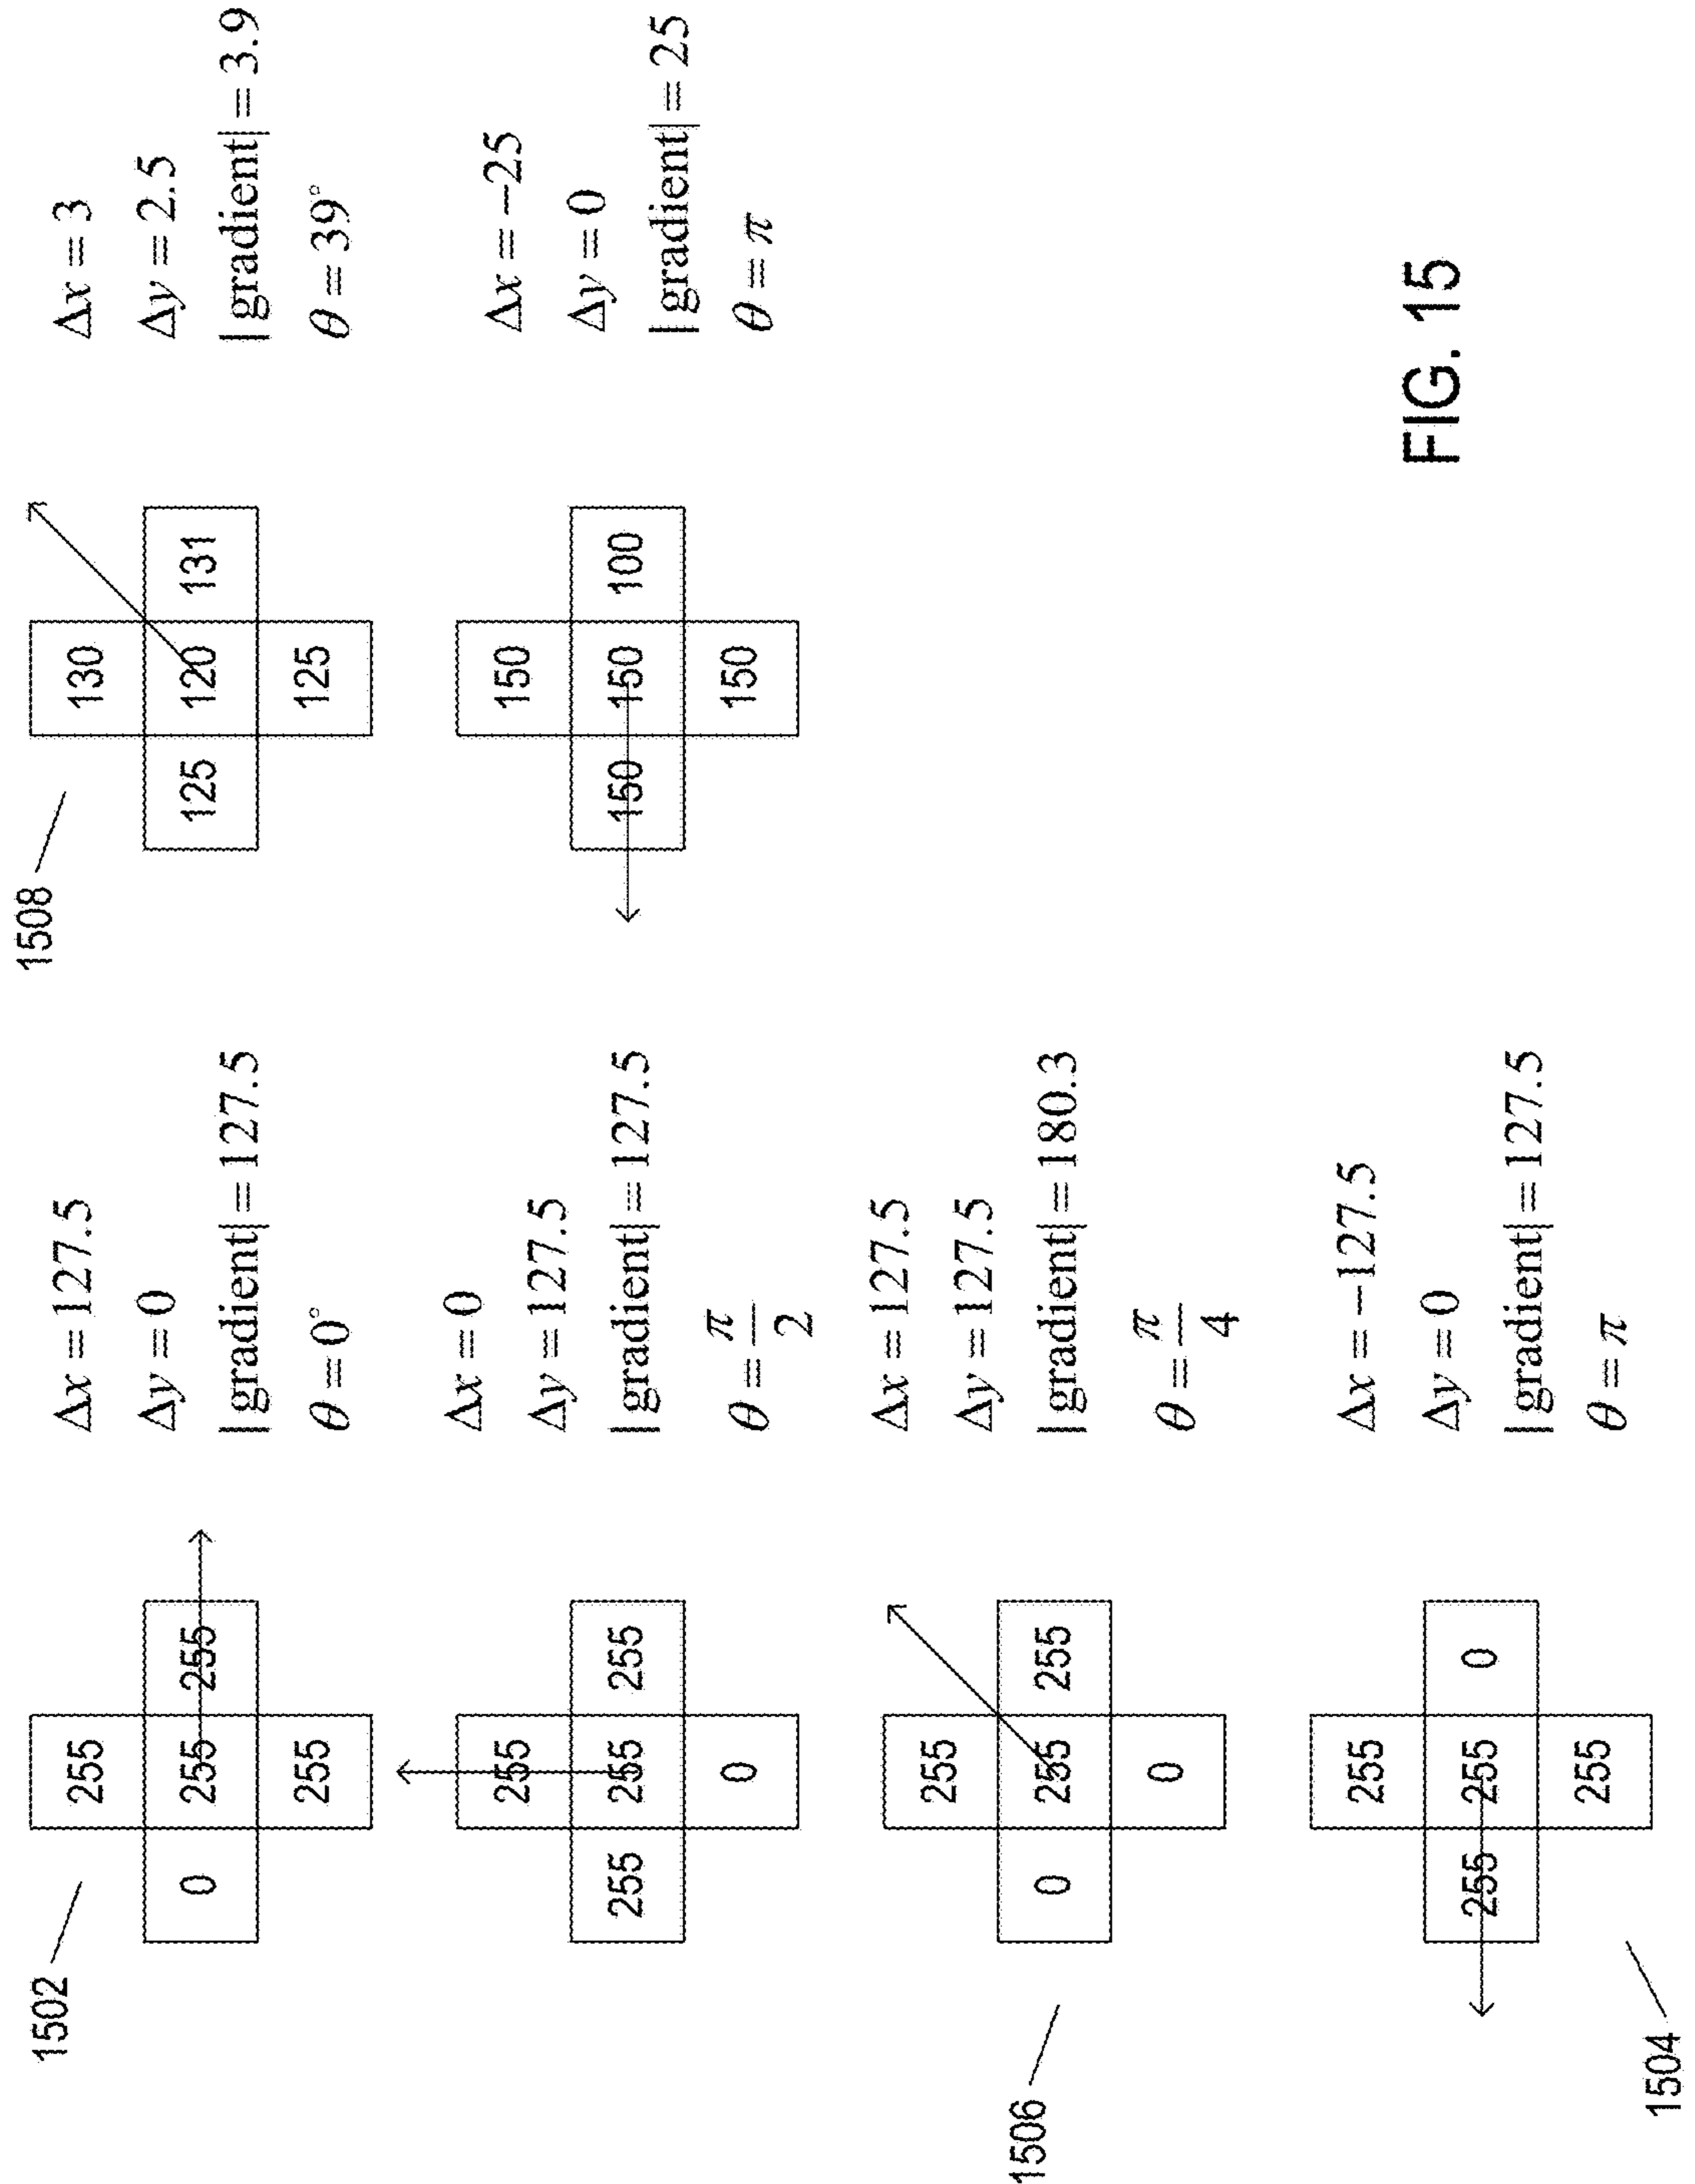 1502
255
0 255 255
255
Δx = 127.5
Δy = 0
|gradient| = 127.5
θ = 0°
255
255 255 255
0
Δx = 0
Δy = 127.5
|gradient| = 127.5
θ = π/2
1506
255
0 255 255
0
Δx = 127.5
Δy = 127.5
|gradient| = 180.3
θ = π/4
1504
255
255 255 0
255
Δx = −127.5
Δy = 0
|gradient| = 127.5
θ = π
1508
130
125 120 131
125
Δx = 3
Δy = 2.5
|gradient| = 3.9
θ = 39°
150
150 150 100
150
Δx = −25
Δy = 0
|gradient| = 25
θ = π
FIG. 15